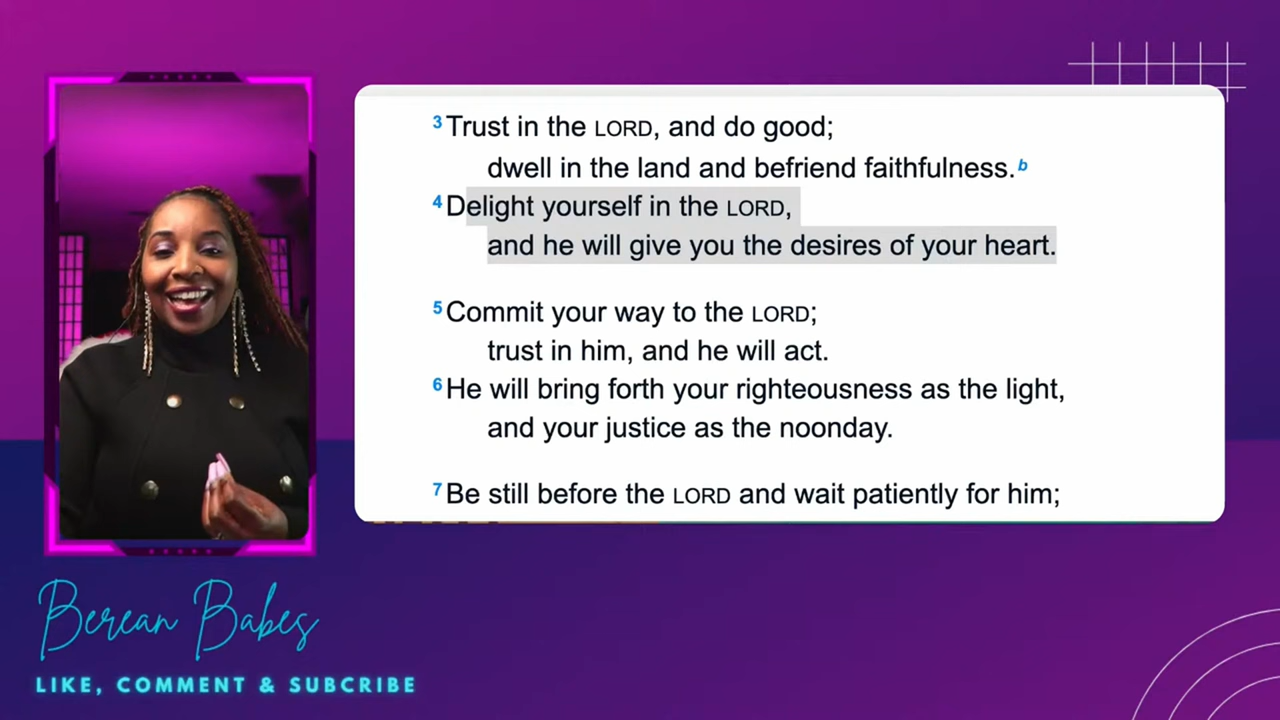 3 Trust in the LORD, and do good;
dwell in the land and befriend faithfulness.b
4 Delight yourself in the LORD,
and he will give you the desires of your heart.
5 Commit your way to the LORD;
trust in him, and he will act.
6 He will bring forth your righteousness as the light,
and your justice as the noonday.
7 Be still before the LORD and wait patiently for him;
Berean Babes
LIKE, COMMENT & SUBCRIBE